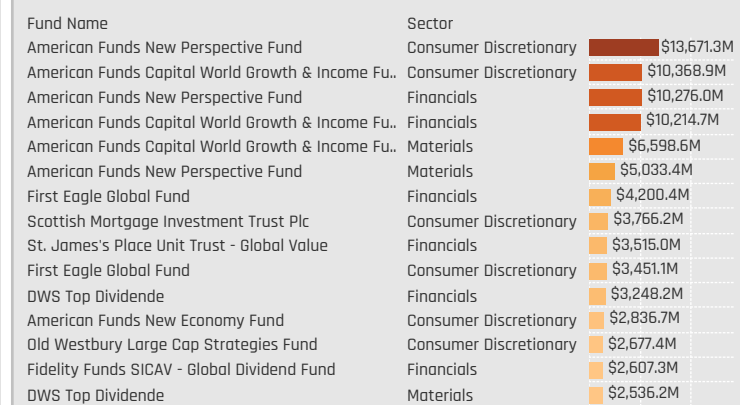 Fund Name Sector
American Funds New Perspective Fund Consumer Discretionary $13,671.3M
American Funds Capital World Growth & Income Fu.. Consumer Discretionary $10,368.9M
American Funds New Perspective Fund Financials $10,276.0M
American Funds Capital World Growth & Income Fu.. Financials $10,214.7M
American Funds Capital World Growth & Income Fu.. Materials $6,598.6M
American Funds New Perspective Fund Materials $5,033.4M
First Eagle Global Fund Financials $4,200.4M
Scottish Mortgage Investment Trust Plc Consumer Discretionary $3,766.2M
St. James's Place Unit Trust - Global Value Financials $3,515.0M
First Eagle Global Fund Consumer Discretionary $3,451.1M
DWS Top Dividende Financials $3,248.2M
American Funds New Economy Fund Consumer Discretionary $2,836.7M
Old Westbury Large Cap Strategies Fund Consumer Discretionary $2,677.4M
Fidelity Funds SICAV - Global Dividend Fund Financials $2,607.3M
DWS Top Dividende Materials $2,536.2M